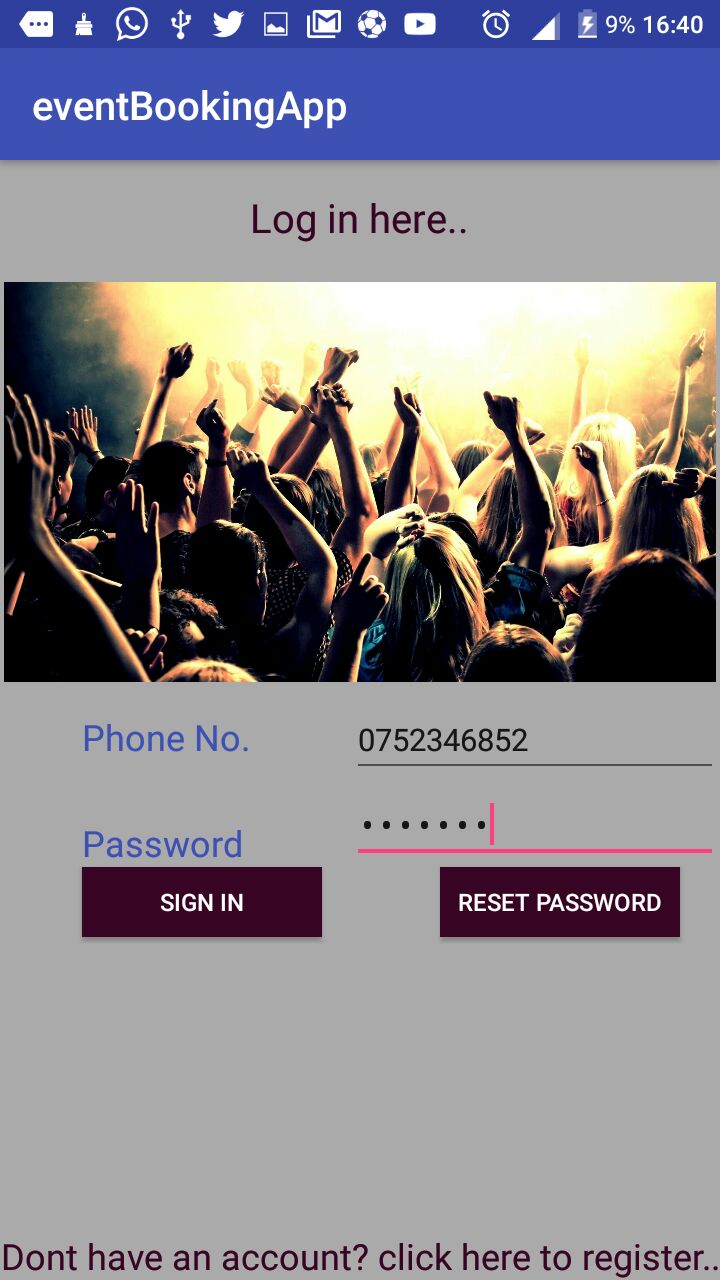 9% 16:40
eventBookingApp
Log in here..
Phone No. 0752346852
Password •••••••
SIGN IN RESET PASSWORD
Dont have an account? click here to register..